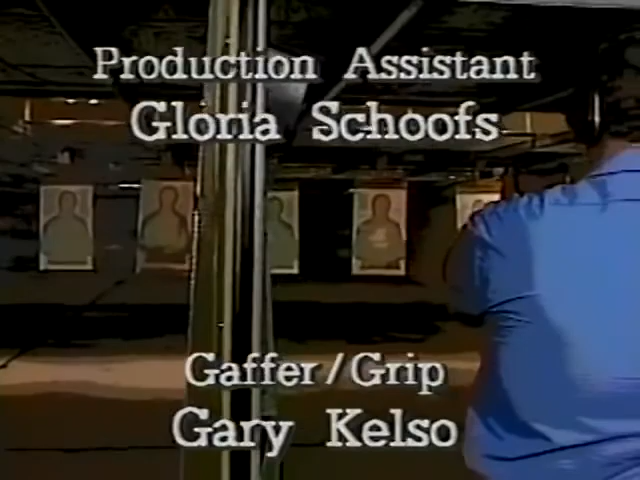 Production Assistant
Gloria Schoofs
Gaffer/Grip
Gary Kelso